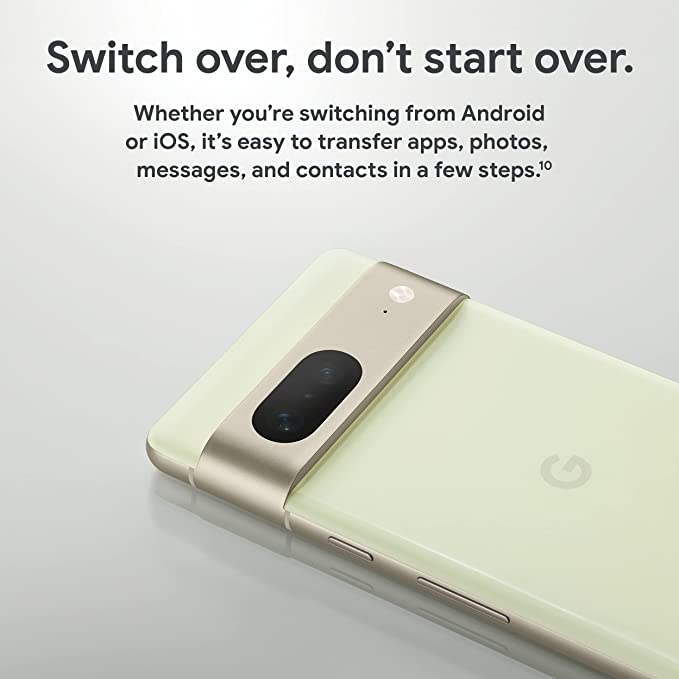 Switch over, don’t start over.
Whether you’re switching from Android
or iOS, it’s easy to transfer apps, photos,
messages, and contacts in a few steps.¹⁰
G